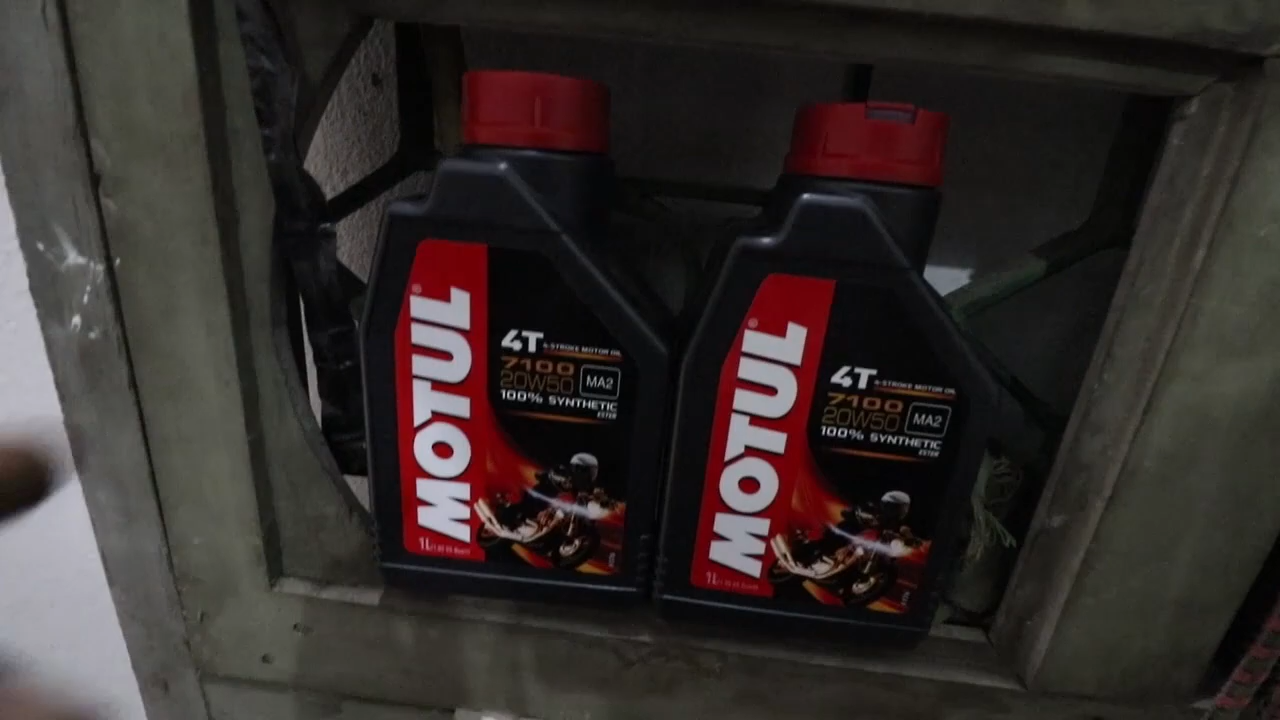 MOTUL®
4T 4-STROKE MOTOR OIL
7100
20W50 MA2
100% SYNTHETIC
ESTER
1L
MOTUL®
4T 4-STROKE MOTOR OIL
7100
20W50 MA2
100% SYNTHETIC
ESTER
1L